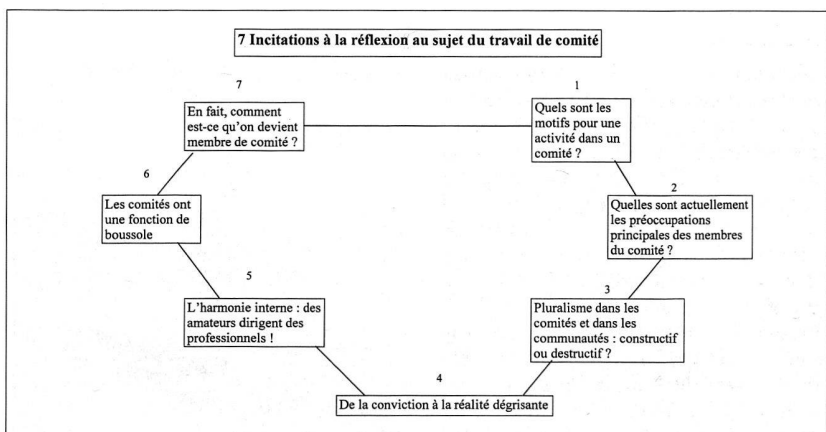 7 Incitations à la réflexion au sujet du travail de comité
1
Quels sont les
motifs pour une
activité dans un
comité ?
2
Quelles sont actuellement
les préoccupations
principales des membres
du comité ?
3
Pluralisme dans les
comités et dans les
communautés : constructif
ou destructif ?
4
De la conviction à la réalité dégrisante
5
L'harmonie interne : des
amateurs dirigent des
professionnels !
6
Les comités ont
une fonction de
boussole
7
En fait, comment
est-ce qu'on devient
membre de comité ?